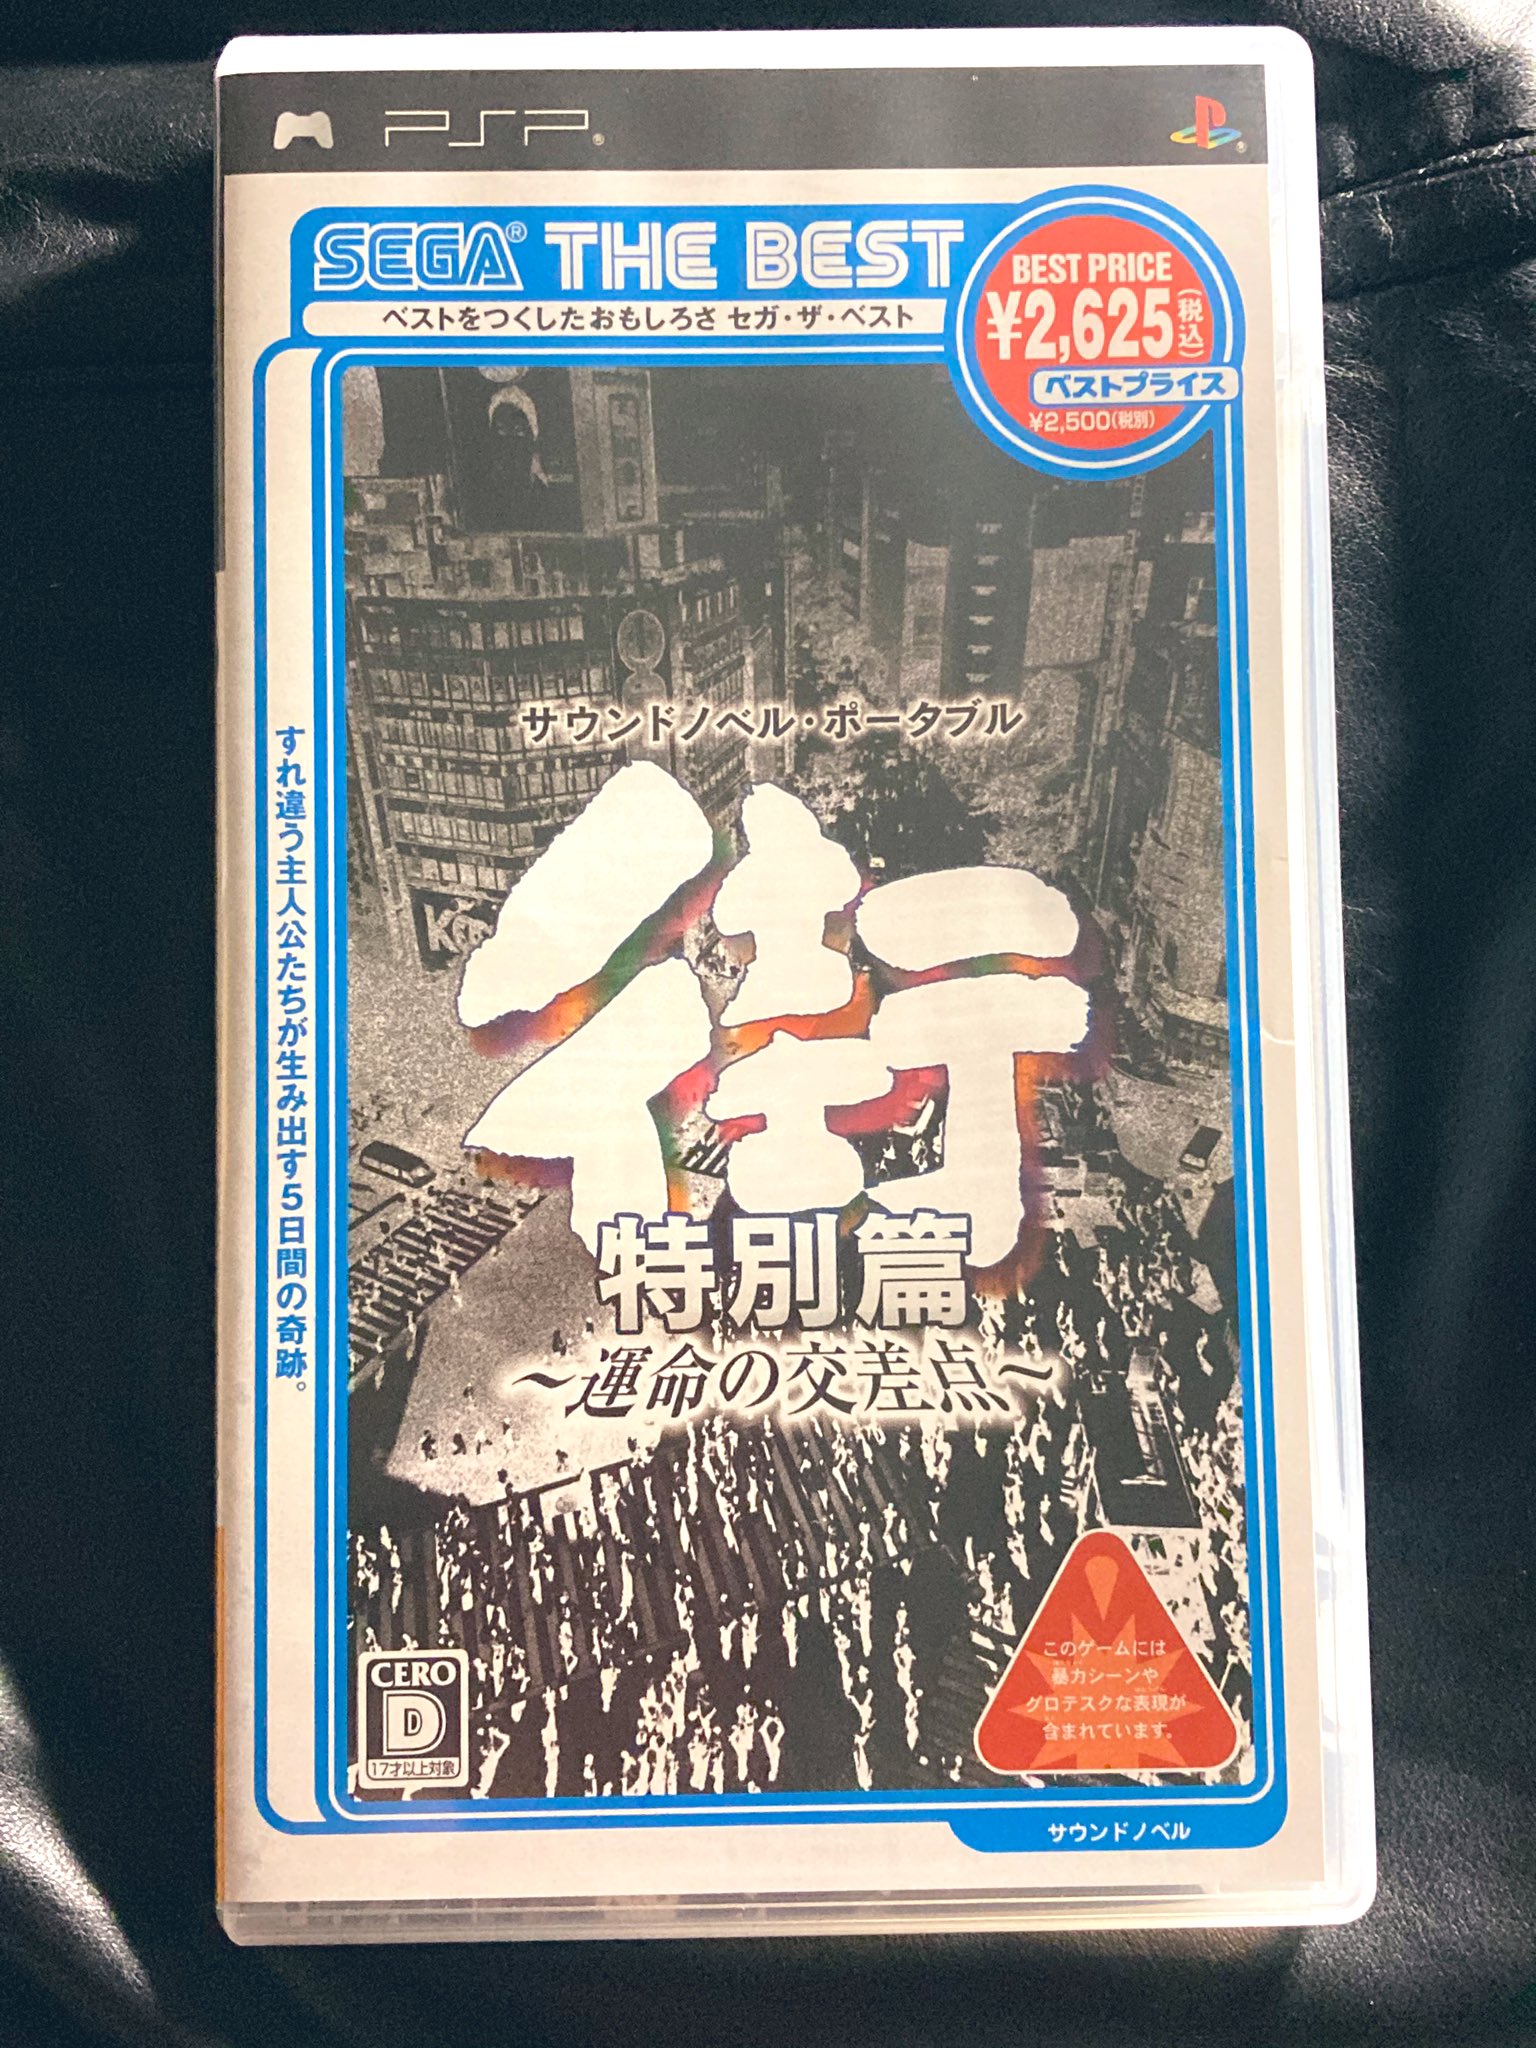 PSP®
SEGA® THE BEST
ベストをつくしたおもしろさ セガ・ザ・ベスト
BEST PRICE
¥2,625(税込)
ベストプライス
¥2,500(税別)
すれ違う主人公たちが生み出す5日間の奇跡。
サウンドノベル・ポータブル
街
特別篇
～運命の交差点～
CERO
D
17才以上対象
このゲームには
暴力シーンや
グロテスクな表現が
含まれています。
サウンドノベル